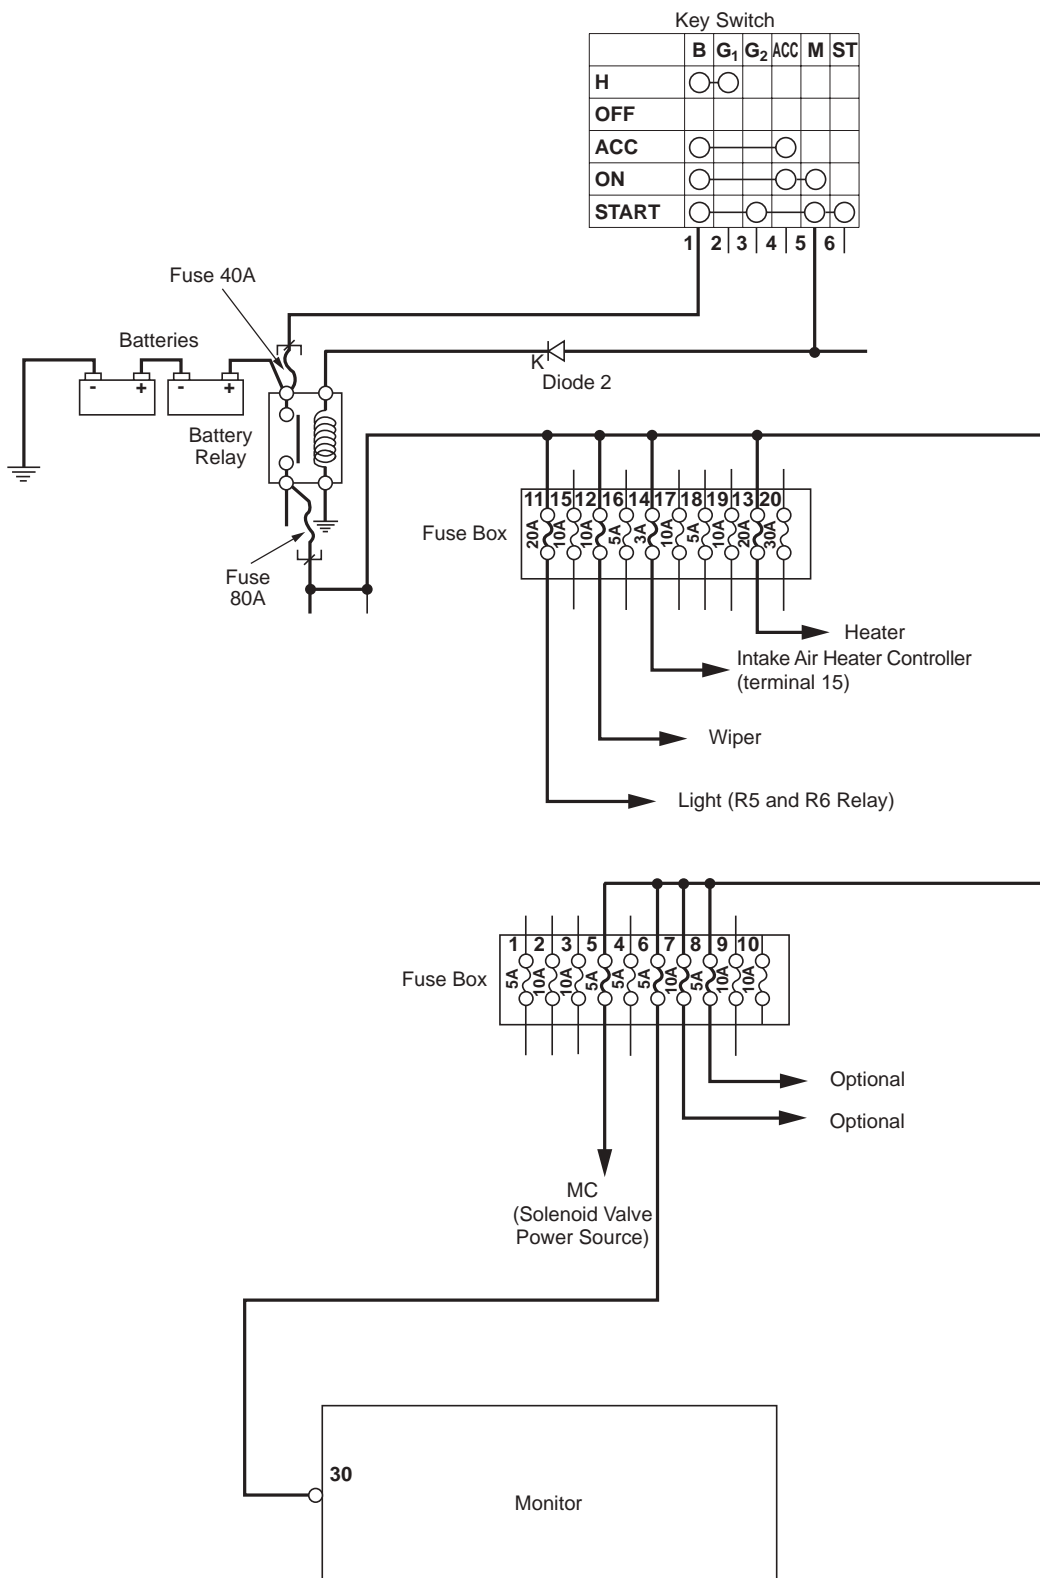 Key Switch
B G1 G2 ACC M ST
H
OFF
ACC
ON
START
1 2 3 4 5 6
Fuse 40A
Batteries
- + - +
K
Diode 2
Battery
Relay
11 15 12 16 14 17 18 19 13 20
20A 10A 10A 5A 3A 10A 5A 10A 20A 30A
Fuse Box
Fuse
80A
Heater
Intake Air Heater Controller
(terminal 15)
Wiper
Light (R5 and R6 Relay)
1 2 3 5 4 6 7 8 9 10
5A 10A 10A 5A 5A 5A 10A 5A 10A 10A
Fuse Box
Optional
Optional
MC
(Solenoid Valve
Power Source)
30
Monitor